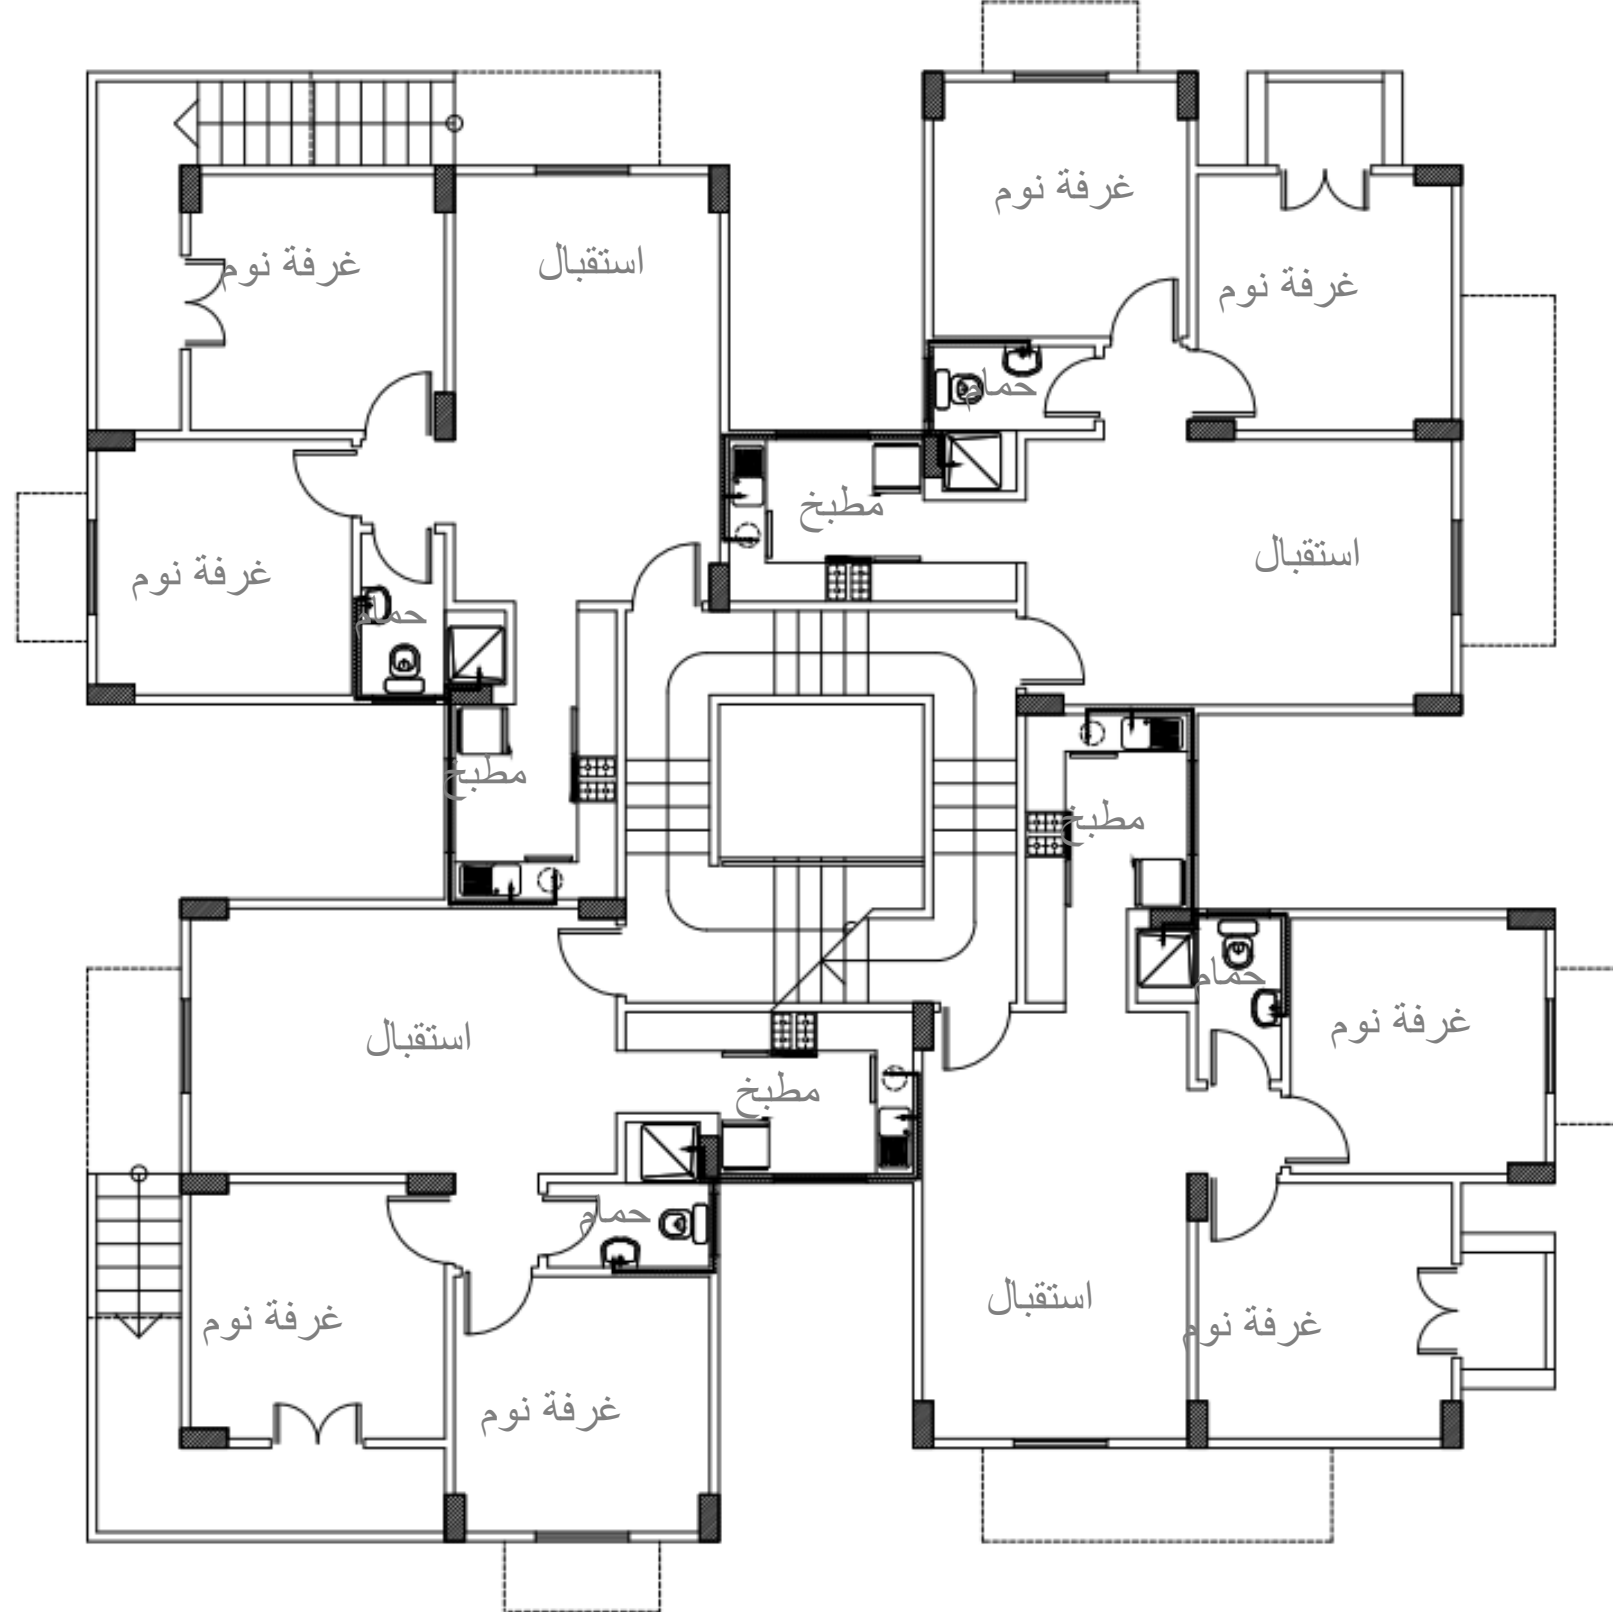 غرفة نوم
غرفة نوم
استقبال
غرفة نوم
حمام
مطبخ
استقبال
غرفة نوم
حمام
مطبخ
مطبخ
حمام
غرفة نوم
استقبال
مطبخ
حمام
استقبال
غرفة نوم
غرفة نوم
غرفة نوم